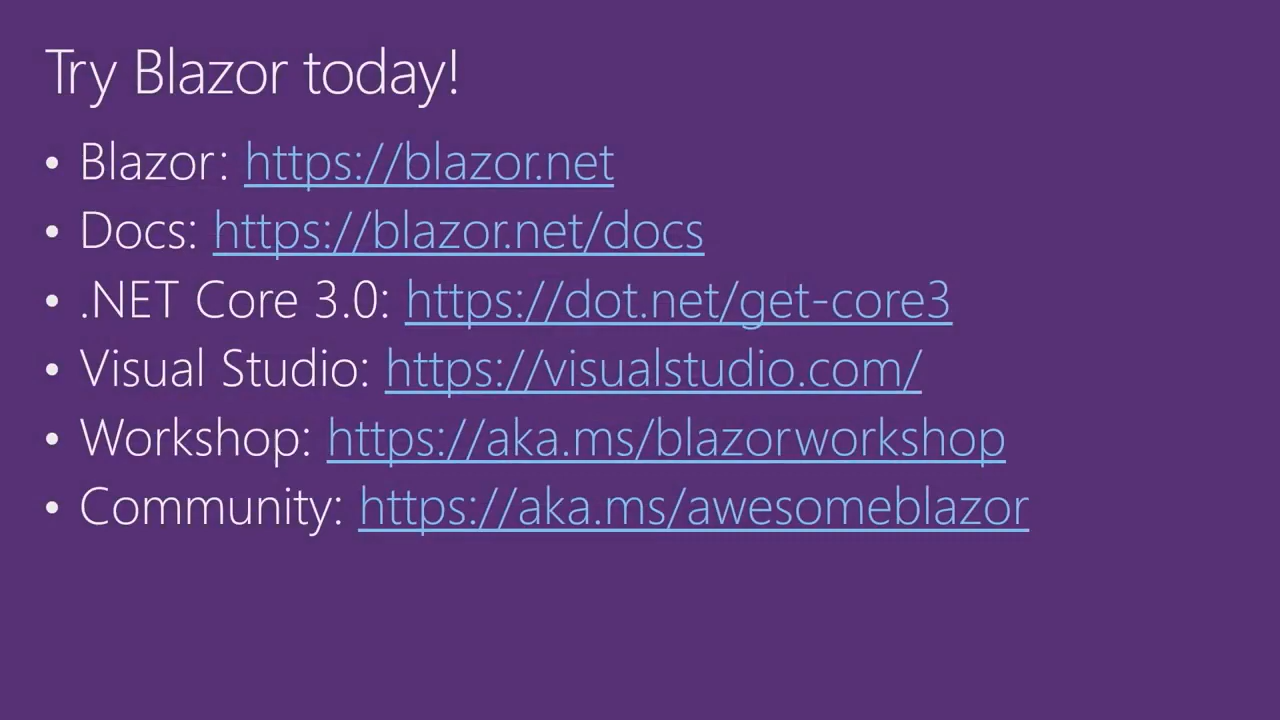 Try Blazor today!
• Blazor: https://blazor.net
• Docs: https://blazor.net/docs
• .NET Core 3.0: https://dot.net/get-core3
• Visual Studio: https://visualstudio.com/
• Workshop: https://aka.ms/blazorworkshop
• Community: https://aka.ms/awesomeblazor